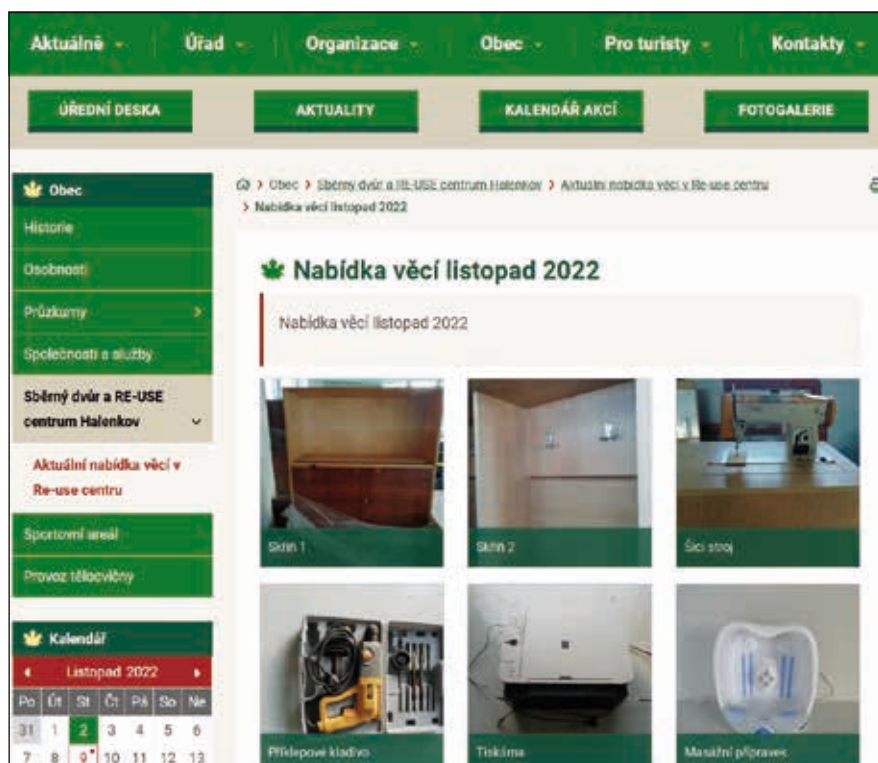 Aktuálně Úřad Organizace Obec Pro turisty Kontakty
ÚŘEDNÍ DESKA AKTUALITY KALENDÁŘ AKCÍ FOTOGALERIE
Obec
Historie
Osobnosti
Průzkumy
Společnosti a služby
Sběrný dvůr a RE-USE
centrum Halenkov
Aktuální nabídka věcí v
Re-use centru
Sportovní areál
Provoz tělocvičny
Kalendář
Listopad 2022
Po Út St Čt Pá So Ne
31 1 2 3 4 5 6
7 8 9 10 11 12 13
> Obec > Sběrný dvůr a RE-USE centrum Halenkov > Aktuální nabídka věcí v Re-use centru
> Nabídka věcí listopad 2022
Nabídka věcí listopad 2022
Nabídka věcí listopad 2022
Skříň 1 Skříň 2 Šicí stroj
Příklepové kladivo Tiskárna Masážní přípravek